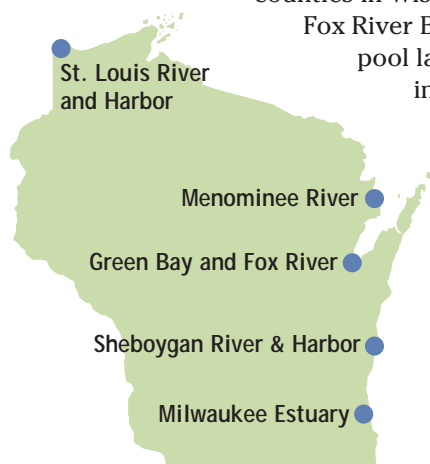 Fox River
pool
St. Louis River
and Harbor
Menominee River
Green Bay and Fox River
Sheboygan River & Harbor
Milwaukee Estuary